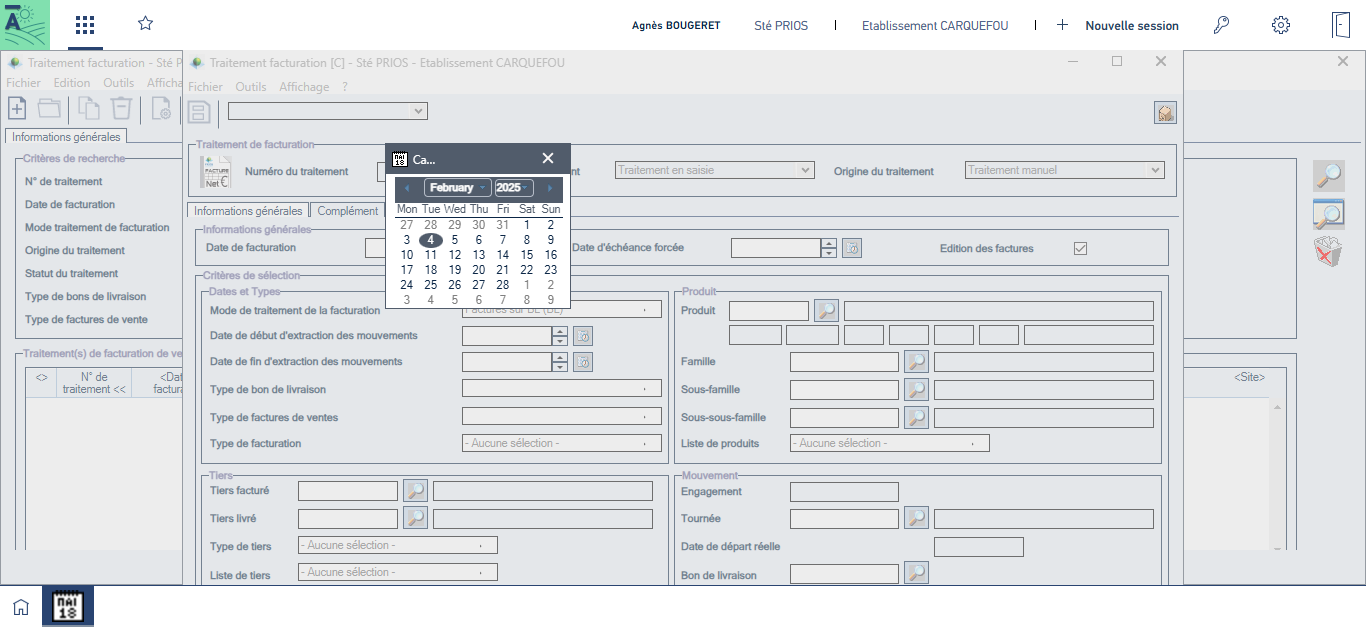 Agnès BOUGERET Sté PRIOS Etablissement CARQUEFOU Nouvelle session
Traitement facturation - Sté P
Fichier Edition Outils Afficha
Informations générales
Critères de recherche
N° de traitement
Date de facturation
Mode traitement de facturation
Origine du traitement
Statut du traitement
Type de bons de livraison
Type de factures de vente
Traitement(s) de facturation de ve
<> N° de traitement << <Dat factura
<Site>
Traitement facturation [C] - Sté PRIOS - Etablissement CARQUEFOU
Fichier Outils Affichage ?
Traitement de facturation
FACTURE
Net €
Numéro du traitement
nt
Traitement en saisie
Origine du traitement
Traitement manuel
Informations générales Complément
Informations générales
Date de facturation
Date d'échéance forcée
Edition des factures
Critères de sélection
Dates et Types
Mode de traitement de la facturation
Factures sur BL (BL)
Date de début d'extraction des mouvements
Date de fin d'extraction des mouvements
Type de bon de livraison
Type de factures de ventes
Type de facturation - Aucune sélection -
Produit
Produit
Famille
Sous-famille
Sous-sous-famille
Liste de produits - Aucune sélection -
Tiers
Tiers facturé
Tiers livré
Type de tiers - Aucune sélection -
Liste de tiers - Aucune sélection -
Mouvement
Engagement
Tournée
Date de départ réelle
Bon de livraison
MAI 18 Ca...
February 2025
Mon Tue Wed Thu Fri Sat Sun
27 28 29 30 31 1 2
3 4 5 6 7 8 9
10 11 12 13 14 15 16
17 18 19 20 21 22 23
24 25 26 27 28 1 2
3 4 5 6 7 8 9
MAI
18